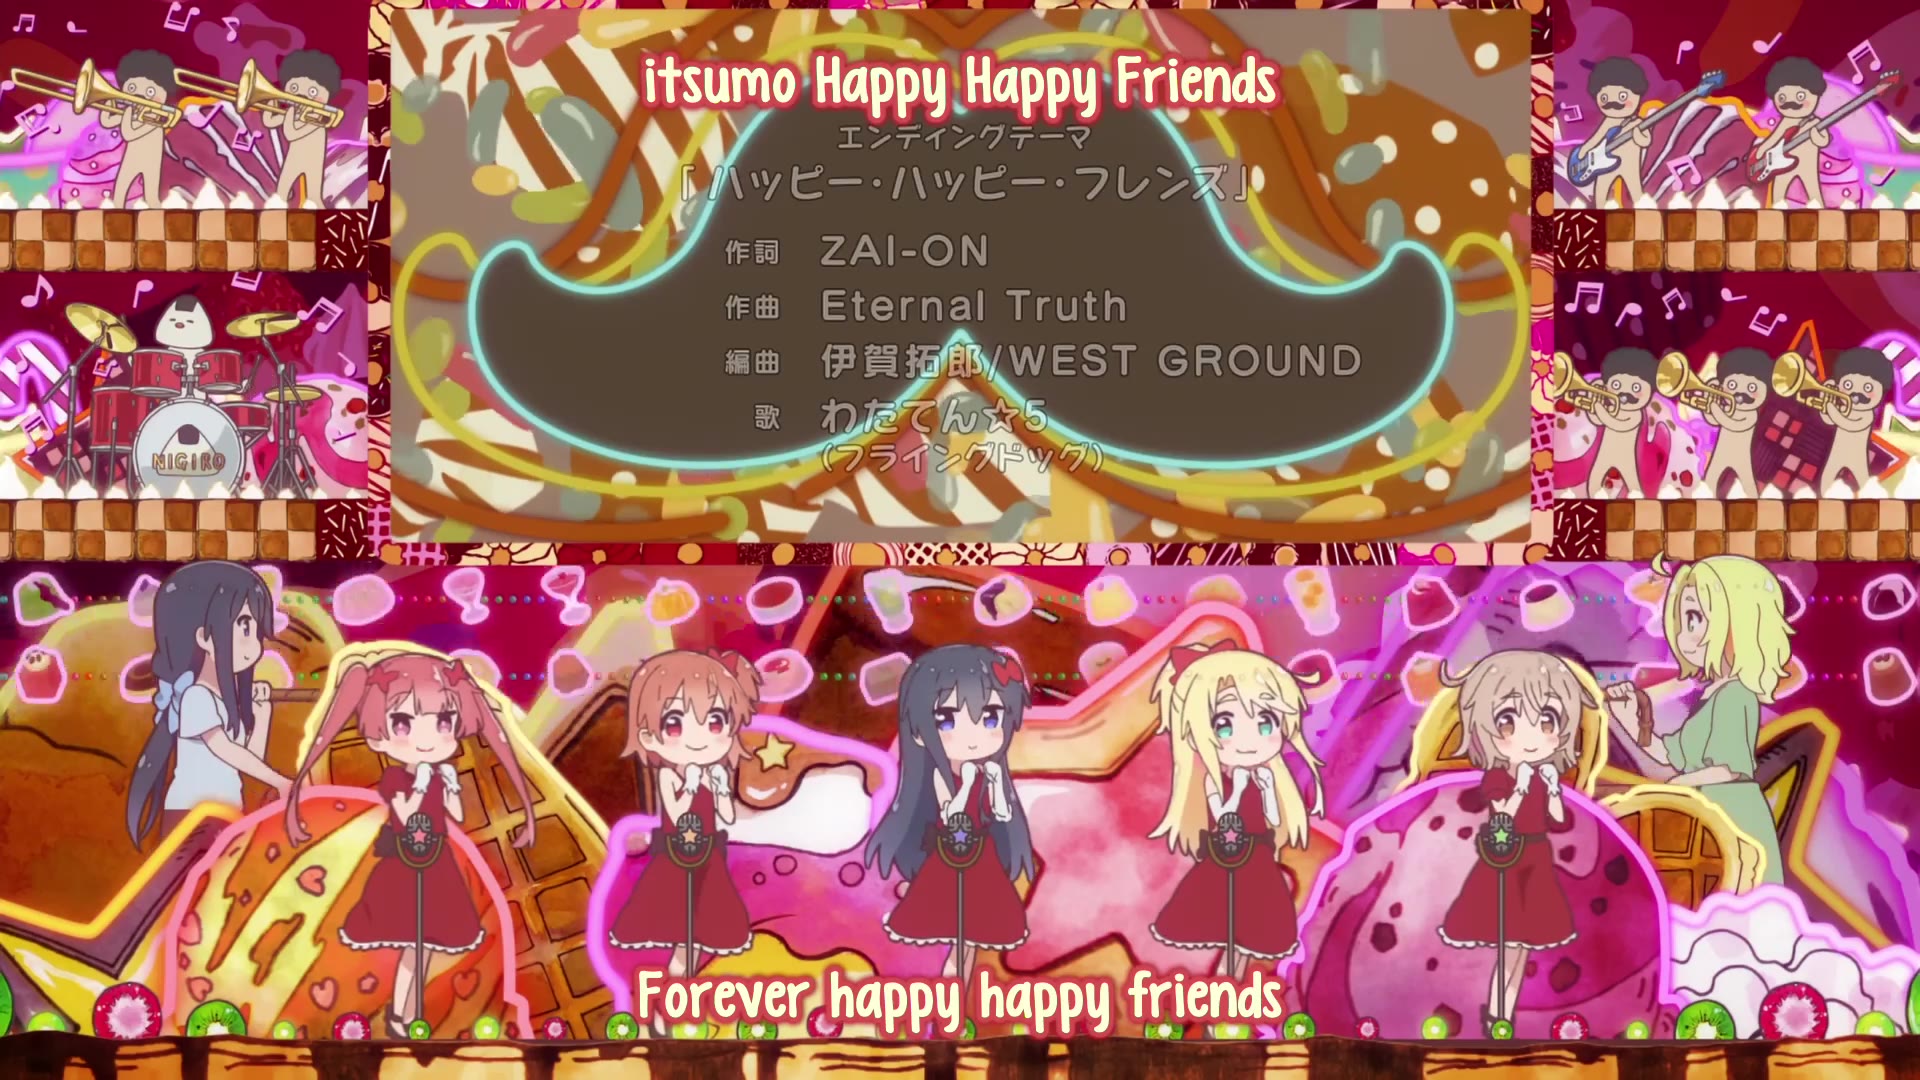 itsumo Happy Happy Friends
エンディングテーマ
「ハッピー・ハッピー・フレンズ」
作詞 ZAI-ON
作曲 Eternal Truth
編曲 伊賀拓郎/WEST GROUND
歌 わたてん☆5
(フライングドッグ)
NIGIRO
Forever happy happy friends